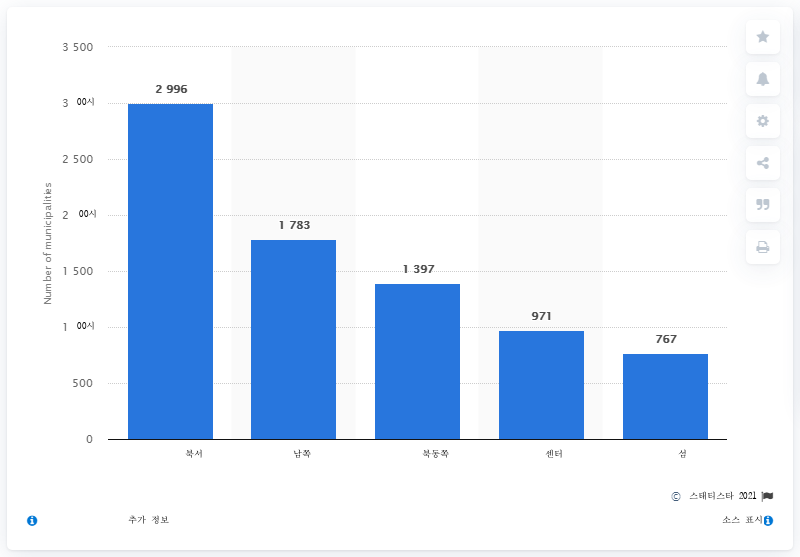 3 500
2 996
3 00시
2 500
Number of municipalities
2 00시
1 783
1 500
1 397
1 00시
971
767
500
0
북서 남쪽 북동쪽 센터 섬
© 스태티스타 2021
추가 정보 소스 표시